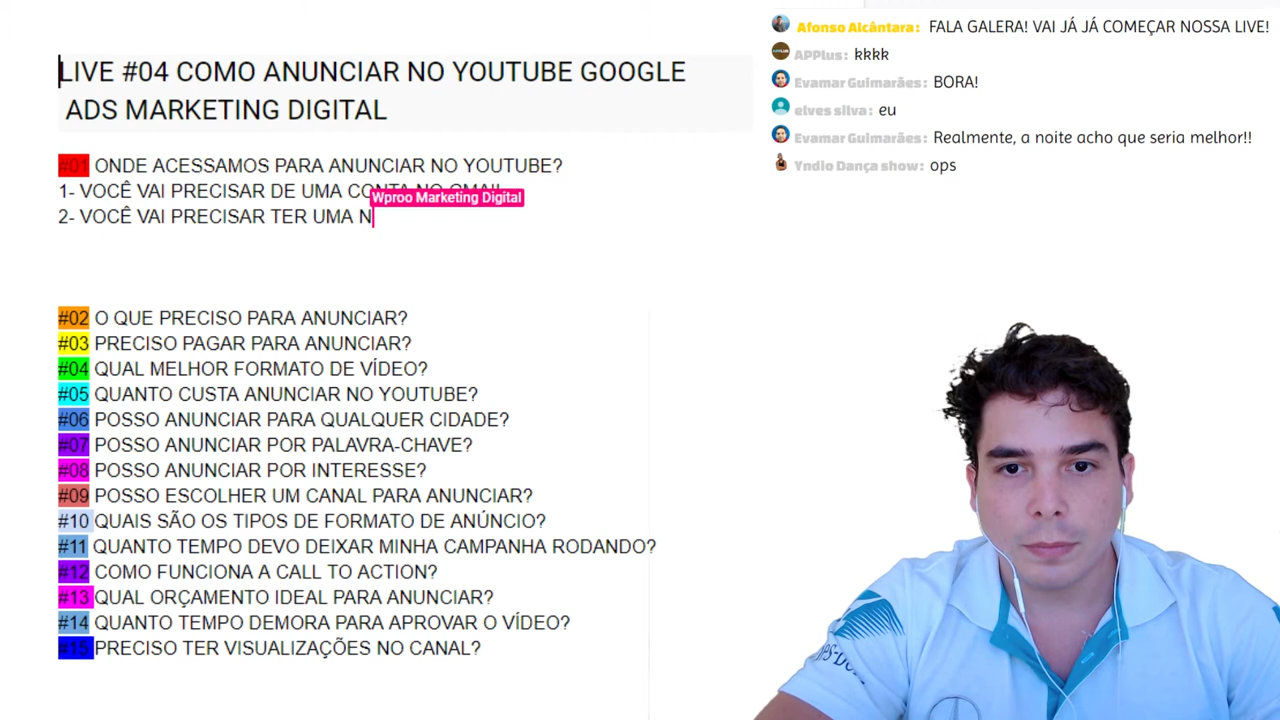 LIVE #04 COMO ANUNCIAR NO YOUTUBE GOOGLE
ADS MARKETING DIGITAL
#01 ONDE ACESSAMOS PARA ANUNCIAR NO YOUTUBE?
1- VOCÊ VAI PRECISAR DE UMA CONTA NO GMAIL
Wproo Marketing Digital
2- VOCÊ VAI PRECISAR TER UMA N
#02 O QUE PRECISO PARA ANUNCIAR?
#03 PRECISO PAGAR PARA ANUNCIAR?
#04 QUAL MELHOR FORMATO DE VÍDEO?
#05 QUANTO CUSTA ANUNCIAR NO YOUTUBE?
#06 POSSO ANUNCIAR PARA QUALQUER CIDADE?
#07 POSSO ANUNCIAR POR PALAVRA-CHAVE?
#08 POSSO ANUNCIAR POR INTERESSE?
#09 POSSO ESCOLHER UM CANAL PARA ANUNCIAR?
#10 QUAIS SÃO OS TIPOS DE FORMATO DE ANÚNCIO?
#11 QUANTO TEMPO DEVO DEIXAR MINHA CAMPANHA RODANDO?
#12 COMO FUNCIONA A CALL TO ACTION?
#13 QUAL ORÇAMENTO IDEAL PARA ANUNCIAR?
#14 QUANTO TEMPO DEMORA PARA APROVAR O VÍDEO?
#15 PRECISO TER VISUALIZAÇÕES NO CANAL?
Afonso Alcântara: FALA GALERA! VAI JÁ JÁ COMEÇAR NOSSA LIVE!
APPlus: kkkk
Evamar Guimarães: BORA!
elves silva: eu
Evamar Guimarães: Realmente, a noite acho que seria melhor!!
Yndio Dança show: ops